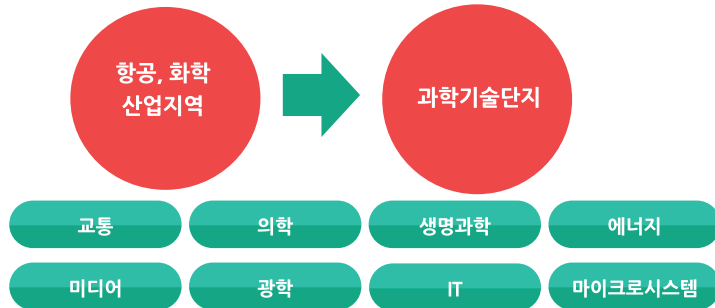 항공, 화학
산업지역
과학기술단지
교통
의학
생명과학
에너지
미디어
광학
IT
마이크로시스템